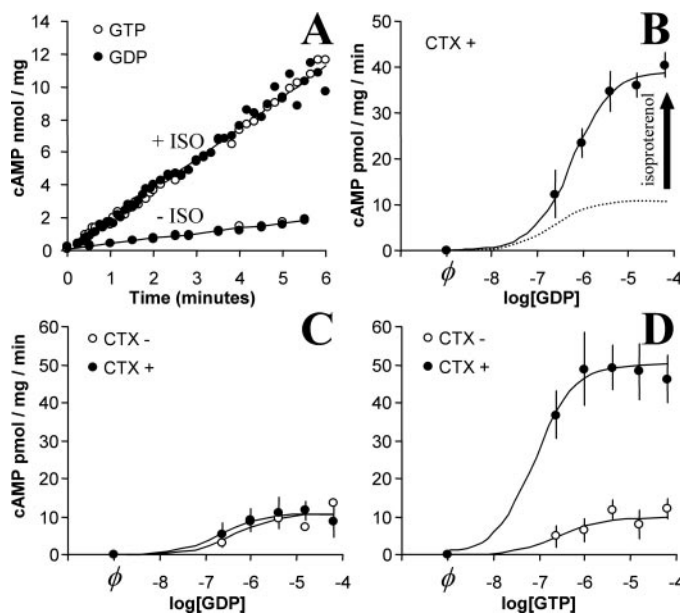 A
GTP
GDP
cAMP nmol / mg
14
12
10
8
6
4
2
0
+ ISO
- ISO
0 1 2 3 4 5 6
Time (minutes)
B
CTX +
cAMP pmol / mg / min
50
40
30
20
10
0
isoproterenol
ϕ -8 -7 -6 -5 -4
log[GDP]
C
CTX -
CTX +
cAMP pmol / mg / min
60
50
40
30
20
10
0
ϕ -8 -7 -6 -5 -4
log[GDP]
D
CTX -
CTX +
cAMP pmol / mg / min
60
50
40
30
20
10
0
ϕ -8 -7 -6 -5 -4
log[GTP]